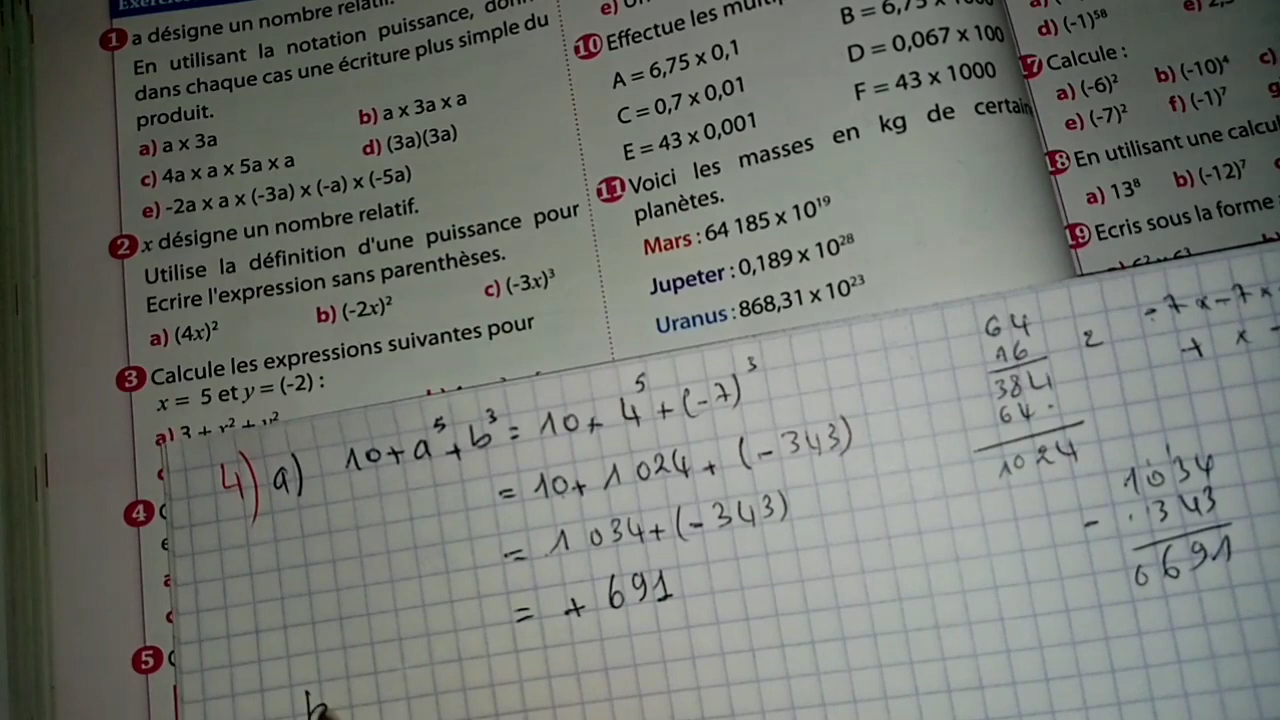 1 a désigne un nombre relatif.
En utilisant la notation puissance,
dans chaque cas une écriture plus simple du
produit.
a) a x 3a
b) a x 3a x a
c) 4a x a x 5a x a
d) (3a)(3a)
e) -2a x a x (-3a) x (-a) x (-5a)
2 x désigne un nombre relatif.
Utilise la définition d'une puissance pour
Ecrire l'expression sans parenthèses.
a) (4x)²
b) (-2x)²
c) (-3x)³
3 Calcule les expressions suivantes pour
x = 5 et y = (-2) :
a)
4
5
e)
10 Effectue les
A = 6,75 x 0,1
C = 0,7 x 0,01
D = 0,067 x 100
E = 43 x 0,001
F = 43 x 1000
11 Voici les masses en kg de certain
planètes.
Mars : 64 185 x 10¹⁹
Jupeter : 0,189 x 10²⁸
Uranus : 868,31 x 10²³
d) (-1)⁵⁸
17 Calcule :
a) (-6)²
b) (-10)⁴
c)
e) (-7)²
f) (-1)⁷
18 En utilisant une calcul
a) 13⁸
b) (-12)⁷
19 Ecris sous la forme
4) a) 10+a⁵+b³ = 10+4⁵+(-7)³
= 10+1024+(-343)
= 1034+(-343)
= +691
b
64
16
384
64.
1024
1034
- .343
0691